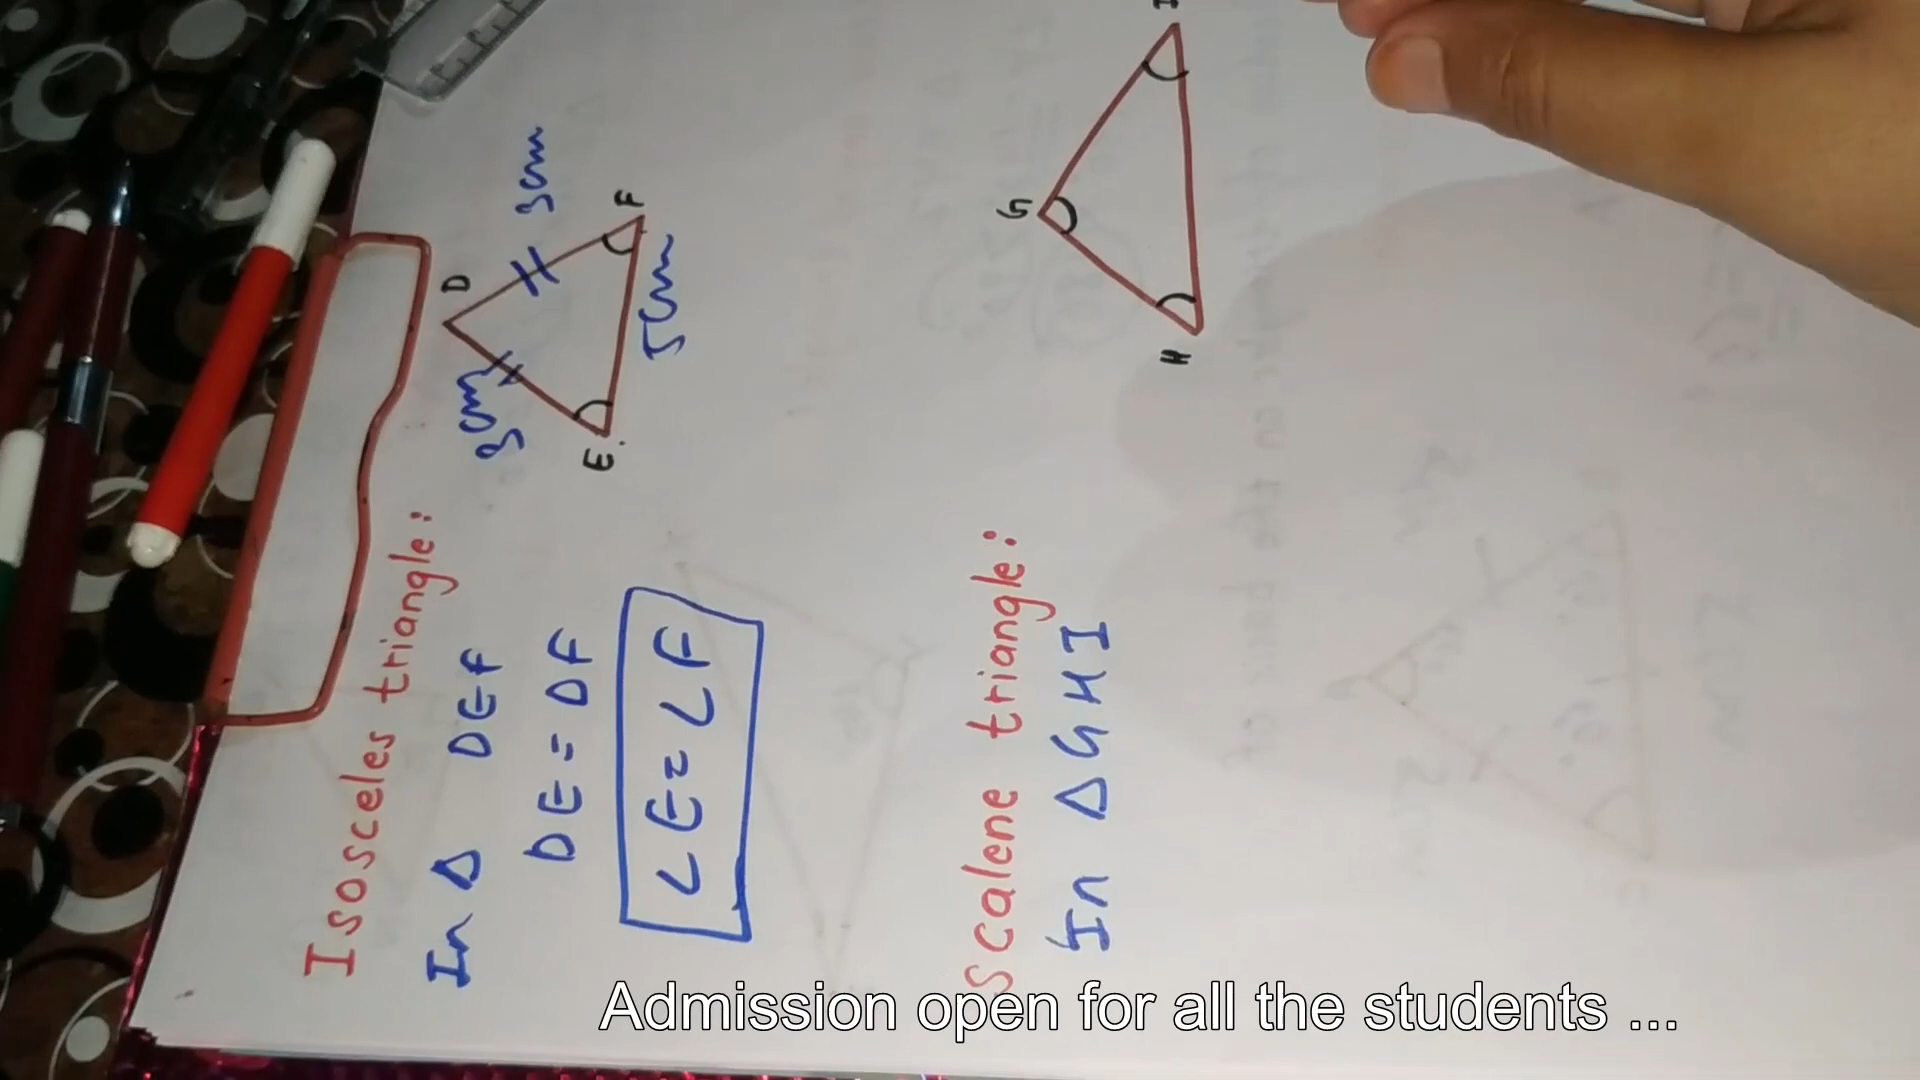 Isosceles triangle:
In Δ DEF
DE = DF
∠E = ∠F
D
3cm
3cm
E.
F
5cm
Scalene triangle:
In Δ GHI
G
H
I
Admission open for all the students ...